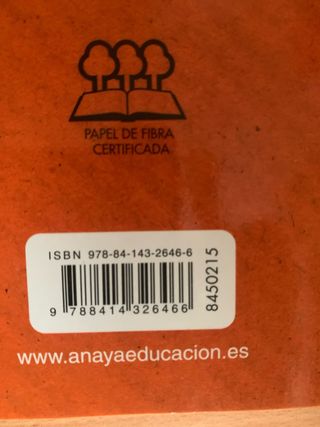 PAPEL DE FIBRA
CERTIFICADA
ISBN 978-84-143-2646-6
9 788414 326466
8450215
www.anayaeducacion.es